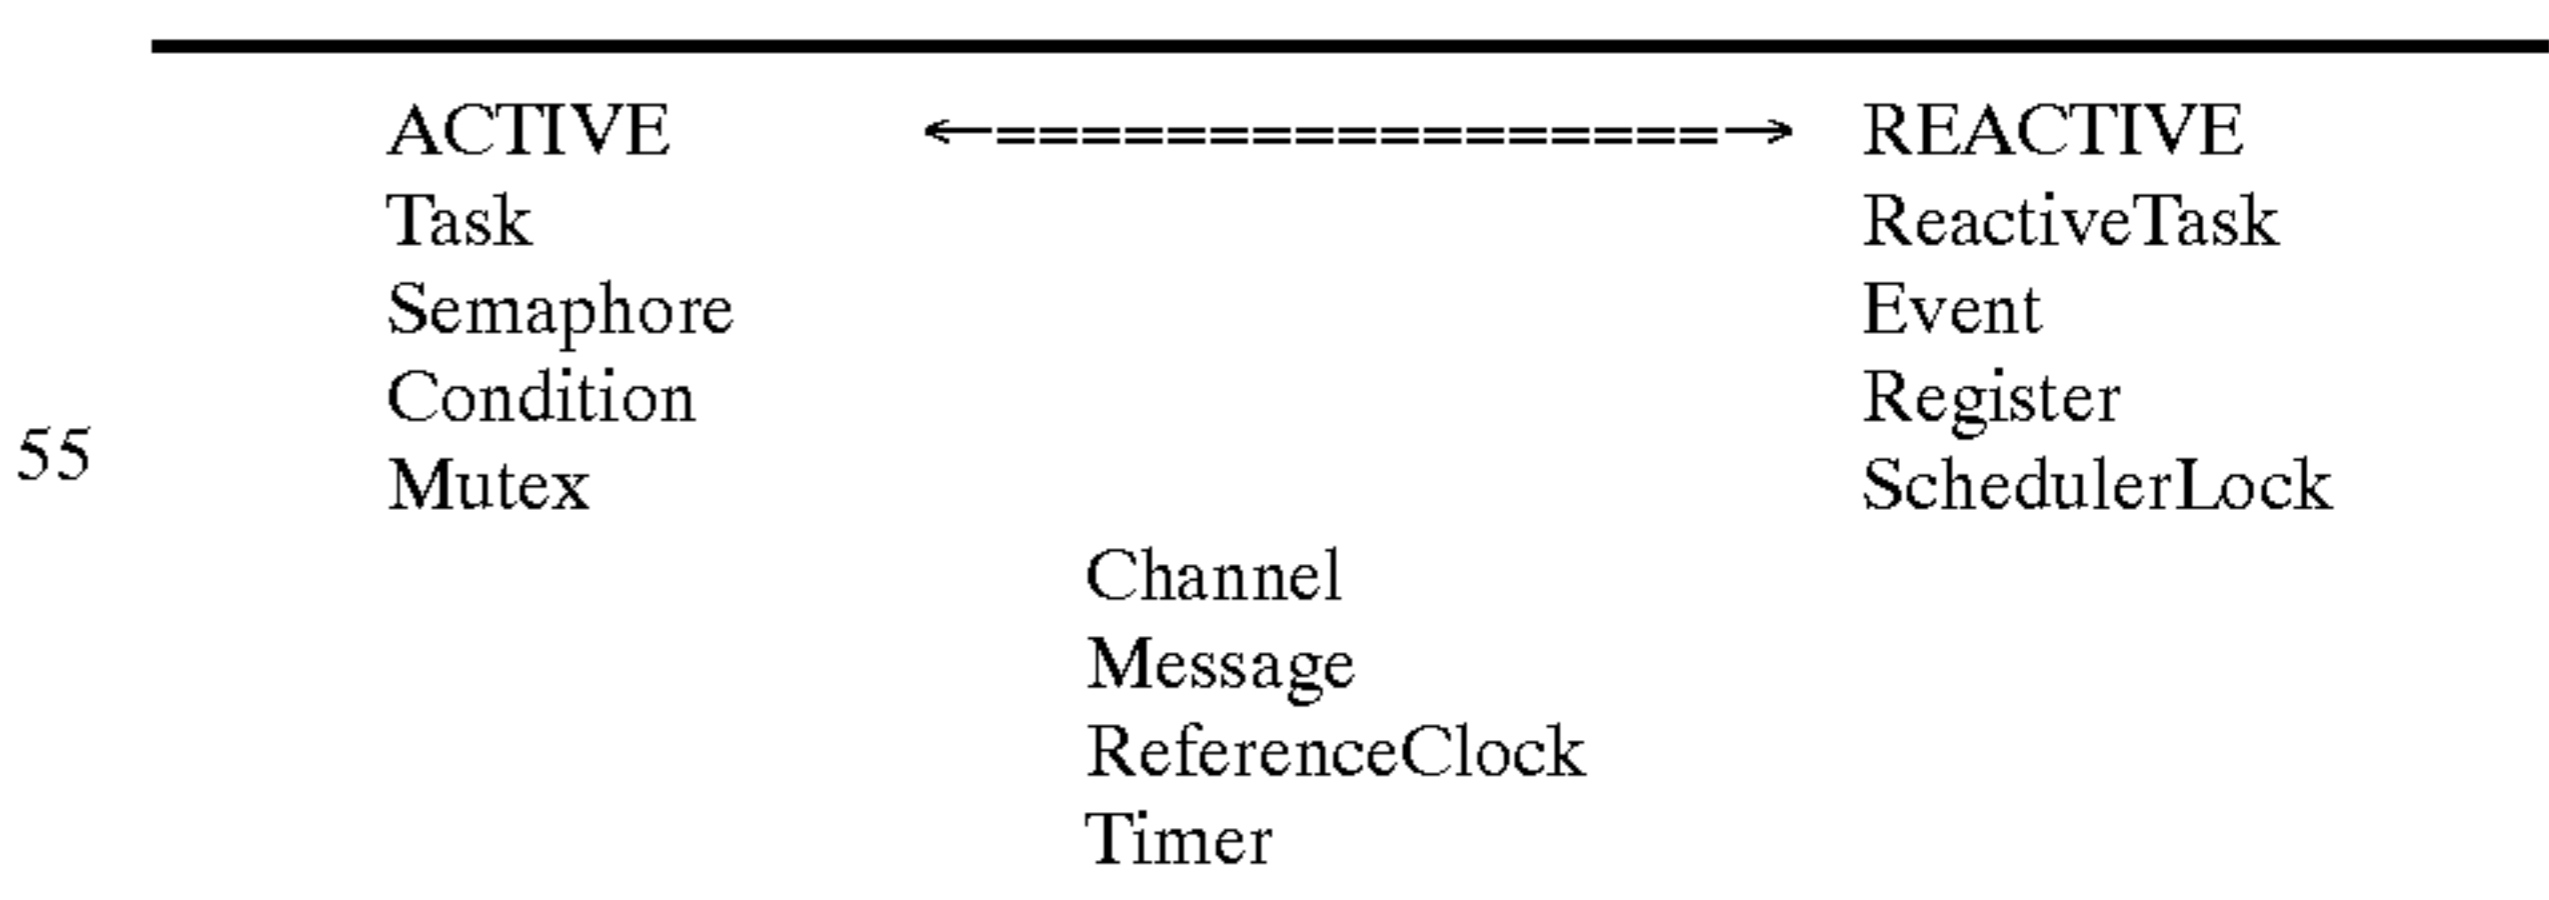 ACTIVE <—=================—> REACTIVE
Task ReactiveTask
Semaphore Event
Condition Register
55
Mutex SchedulerLock
Channel
Message
ReferenceClock
Timer